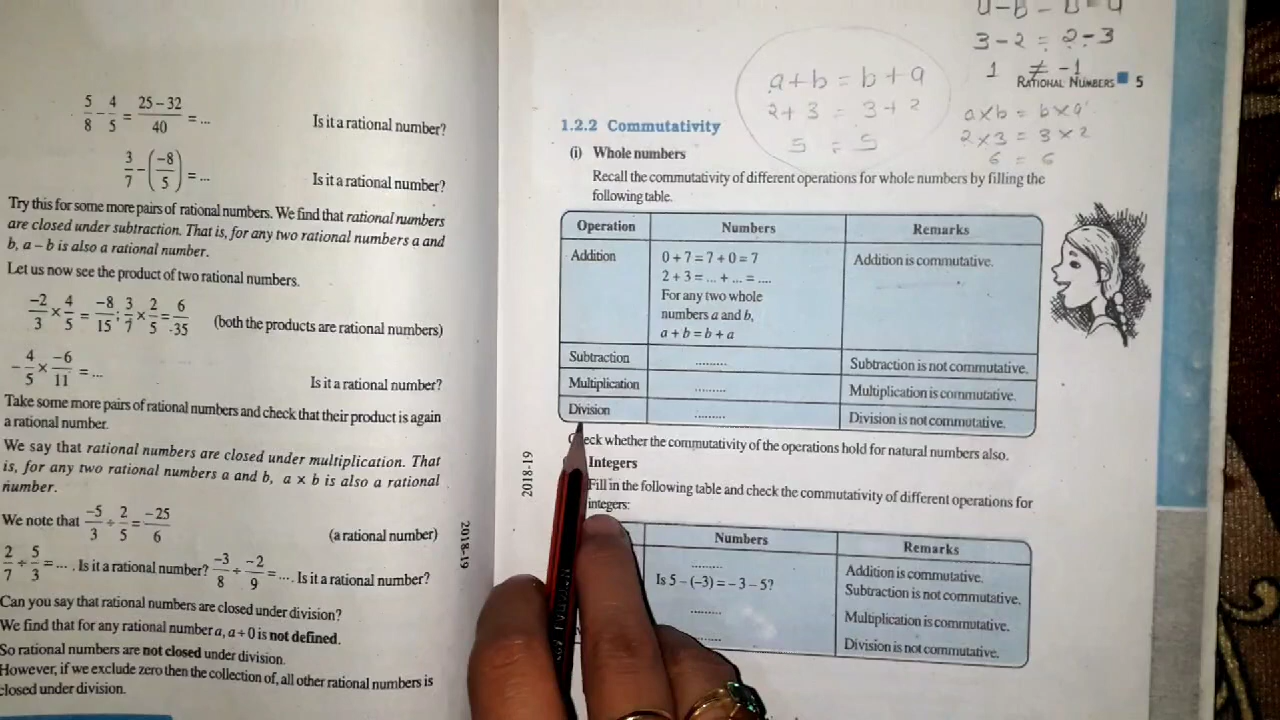 5/8 - 4/5 = 25 - 32/40 = ... Is it a rational number?
3/7 - (-8/5) = ... Is it a rational number?
Try this for some more pairs of rational numbers. We find that rational numbers
are closed under subtraction. That is, for any two rational numbers a and
b, a – b is also a rational number.
Let us now see the product of two rational numbers.
-2/3 × 4/5 = -8/15; 3/7 × 2/5 = 6/35 (both the products are rational numbers)
-4/5 × -6/11 = ... Is it a rational number?
Take some more pairs of rational numbers and check that their product is again
a rational number.
We say that rational numbers are closed under multiplication. That
is, for any two rational numbers a and b, a × b is also a rational
number.
We note that -5/3 ÷ 2/5 = -25/6 (a rational number)
2/7 ÷ 5/3 = .... Is it a rational number? -3/8 ÷ -2/9 = .... Is it a rational number?
Can you say that rational numbers are closed under division?
We find that for any rational number a, a ÷ 0 is not defined.
So rational numbers are not closed under division.
However, if we exclude zero then the collection of, all other rational numbers is
closed under division.
2018-19
3 - 2 = 2 - 3
1 ≠ -1
RATIONAL NUMBERS 5
a + b = b + a
2 + 3 = 3 + 2
5 = 5
a×b = b×a
2×3 = 3×2
6 = 6
1.2.2 Commutativity
(i) Whole numbers
Recall the commutativity of different operations for whole numbers by filling the
following table.
Operation Numbers Remarks
Addition 0 + 7 = 7 + 0 = 7 Addition is commutative.
2 + 3 = ... + ... = ....
For any two whole
numbers a and b,
a + b = b + a
Subtraction ......... Subtraction is not commutative.
Multiplication ......... Multiplication is commutative.
Division ......... Division is not commutative.
whether the commutativity of the operations hold for natural numbers also.
Integers
Fill in the following table and check the commutativity of different operations for
integers:
Numbers Remarks
......... Addition is commutative.
Is 5 – (–3) = – 3 – 5? Subtraction is not commutative.
......... Multiplication is commutative.
......... Division is not commutative.
2018-19